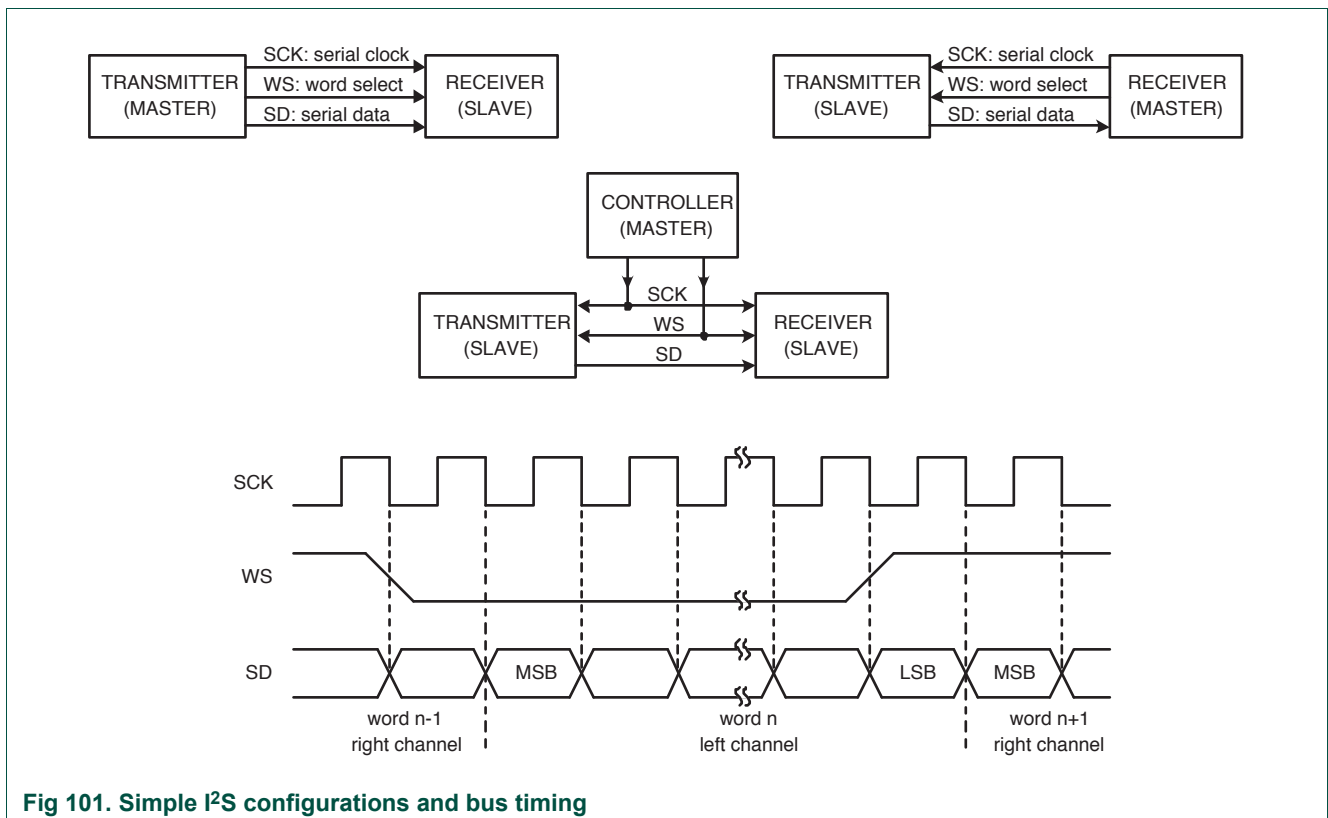 TRANSMITTER
(MASTER)
SCK: serial clock
WS: word select
SD: serial data
RECEIVER
(SLAVE)
TRANSMITTER
(SLAVE)
SCK: serial clock
WS: word select
SD: serial data
RECEIVER
(MASTER)
CONTROLLER
(MASTER)
TRANSMITTER
(SLAVE)
SCK
WS
SD
RECEIVER
(SLAVE)
SCK
WS
SD
MSB
LSB
MSB
word n-1
right channel
word n
left channel
word n+1
right channel
Fig 101. Simple I²S configurations and bus timing